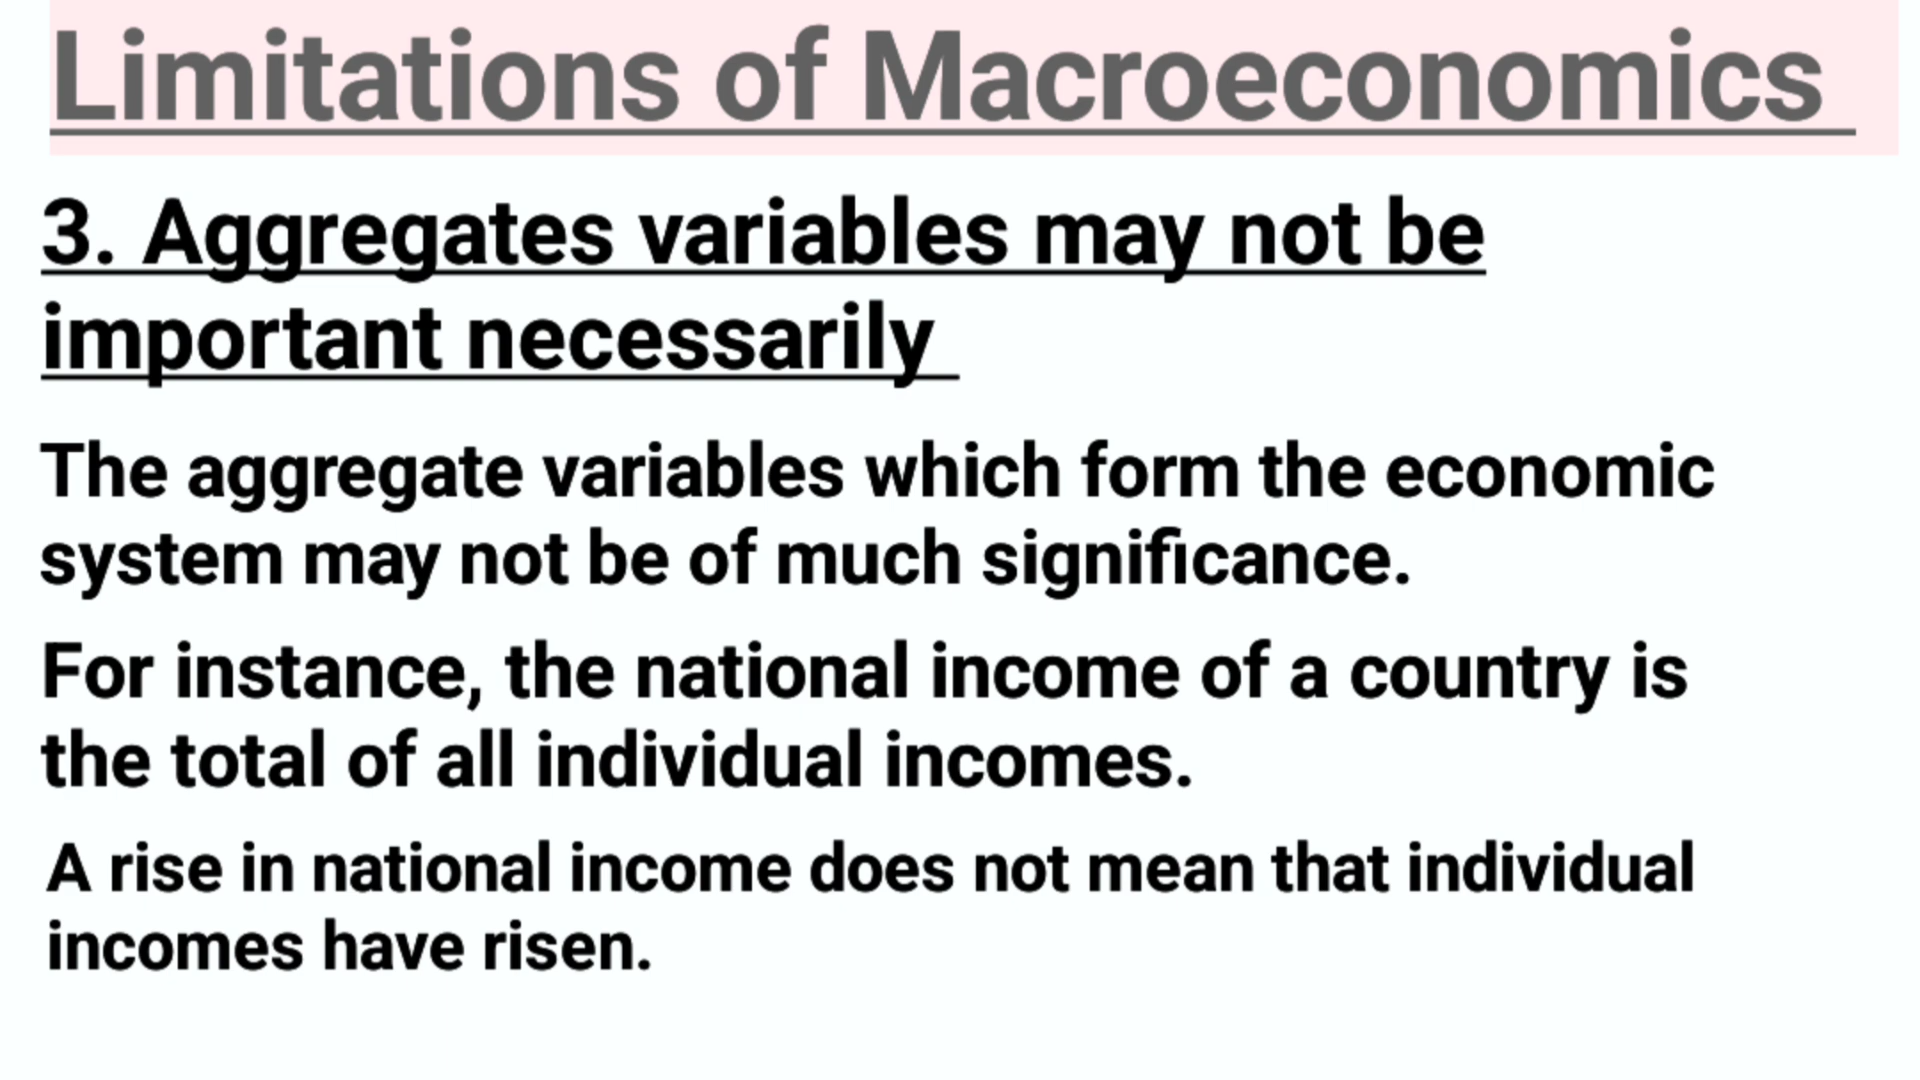 Limitations of Macroeconomics
3. Aggregates variables may not be
important necessarily
The aggregate variables which form the economic
system may not be of much significance.
For instance, the national income of a country is
the total of all individual incomes.
A rise in national income does not mean that individual
incomes have risen.